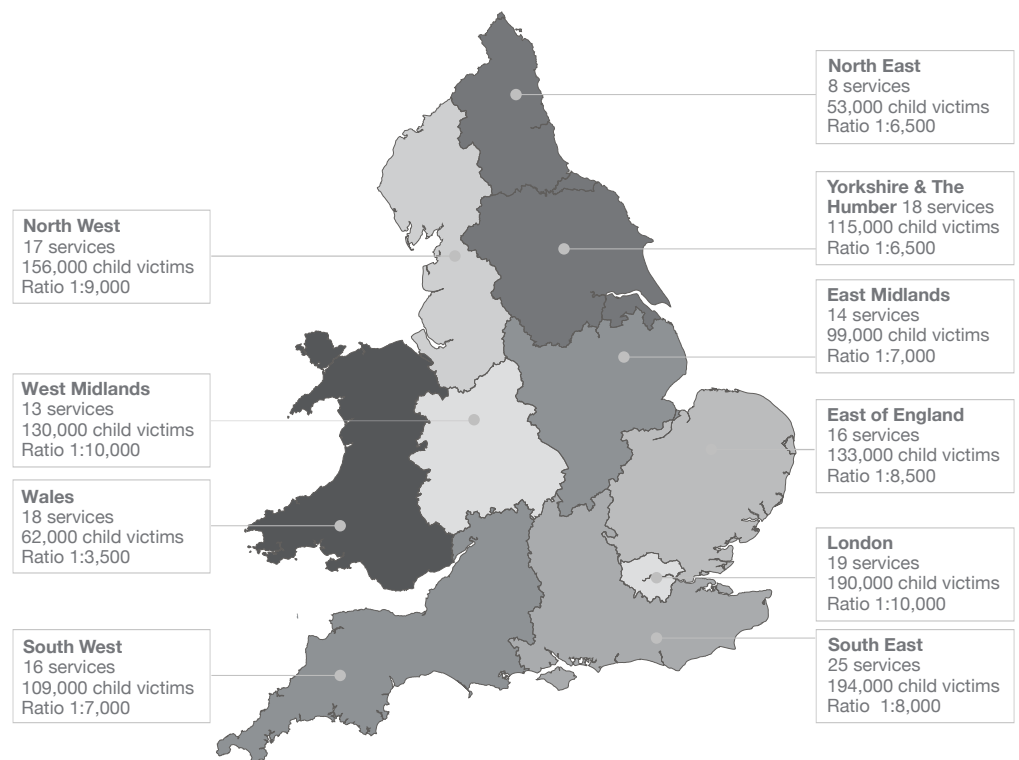 North East
8 services
53,000 child victims
Ratio 1:6,500
Yorkshire & The
Humber 18 services
115,000 child victims
Ratio 1:6,500
North West
17 services
156,000 child victims
Ratio 1:9,000
East Midlands
14 services
99,000 child victims
Ratio 1:7,000
West Midlands
13 services
130,000 child victims
Ratio 1:10,000
East of England
16 services
133,000 child victims
Ratio 1:8,500
Wales
18 services
62,000 child victims
Ratio 1:3,500
London
19 services
190,000 child victims
Ratio 1:10,000
South West
16 services
109,000 child victims
Ratio 1:7,000
South East
25 services
194,000 child victims
Ratio 1:8,000